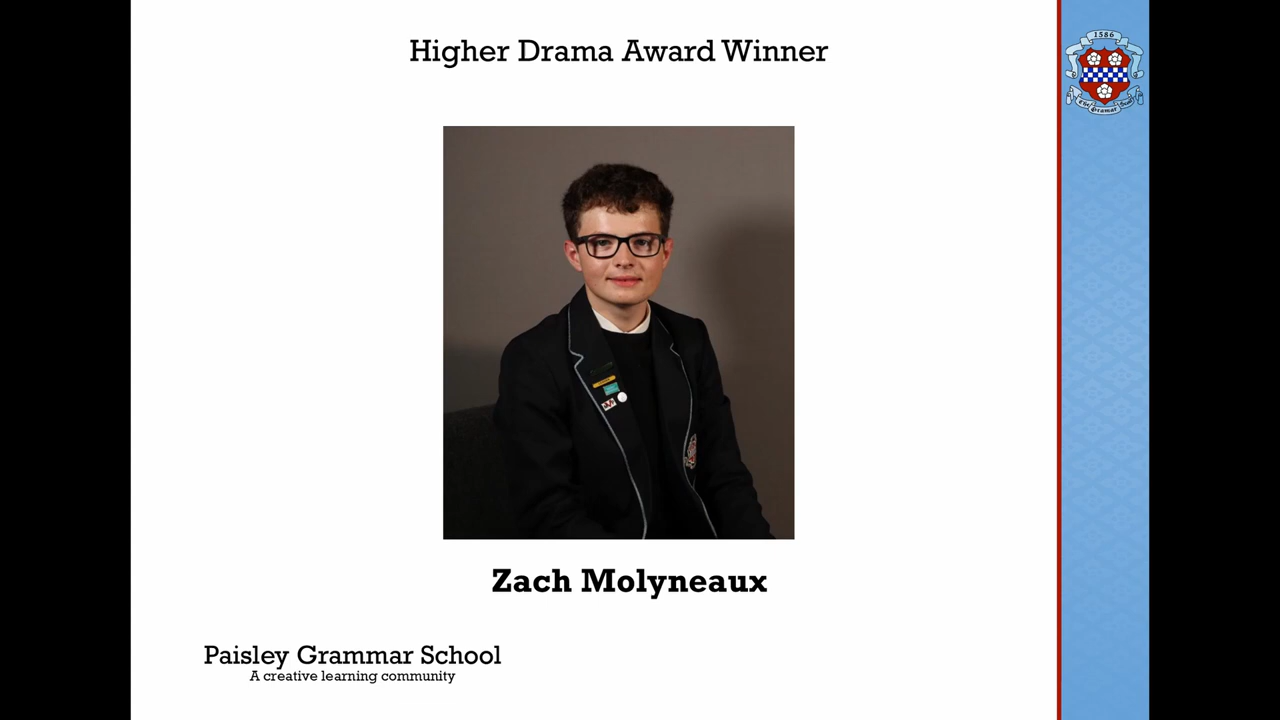 Higher Drama Award Winner
1586
Zach Molyneaux
Paisley Grammar School
A creative learning community